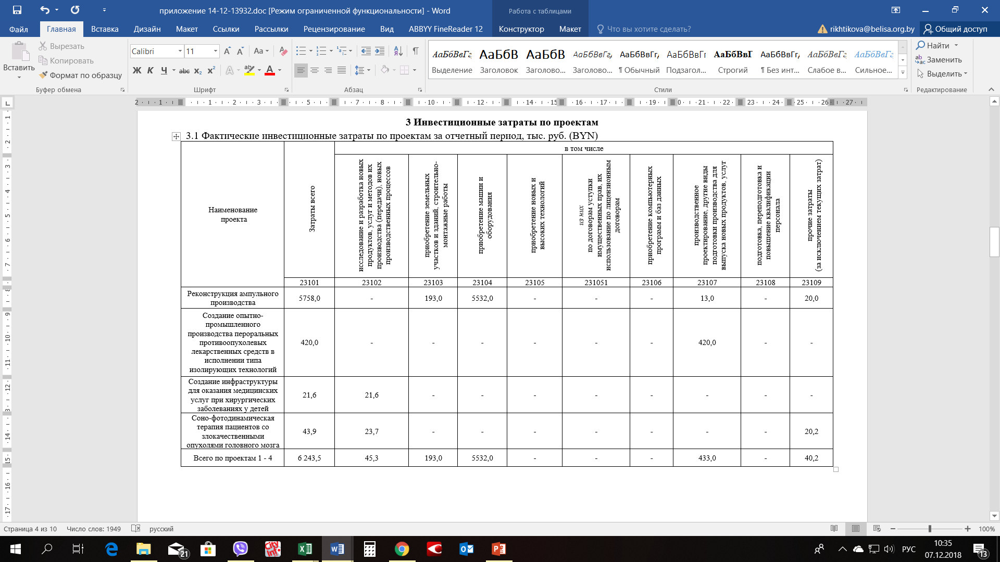 приложение 14-12-13932.doc [Режим ограниченной функциональности] - Word
Работа с таблицами
Файл Главная Вставка Дизайн Макет Ссылки Рассылки Рецензирование Вид ABBYY FineReader 12 Конструктор Макет Что вы хотите сделать? rikhtikova@belisa.org.by Общий доступ
Вставить
Вырезать
Копировать
Формат по образцу
Буфер обмена
Calibri 11
Шрифт
Абзац
АаБбВвГг АаБбВ АаБбВ АаБбВвГг АаБбВвГг, АаБбВвГг АаБбВвГ АаБбВвГг, АаБбВвГг АаБбВвГг
Выделение Заголовок Заголово... Заголово... ¶ Обычный Подзагол... Строгий ¶ Без инт... Слабое в... Сильное...
Стили
Найти
Заменить
Выделить
Редактирование
3 Инвестиционные затраты по проектам
3.1 Фактические инвестиционные затраты по проектам за отчетный период, тыс. руб. (BYN)
Наименование
проекта
Затраты всего
в том числе
исследование и разработка новых
продуктов, услуг и методов их
производства (передачи), новых
производственных процессов
приобретение земельных
участков и зданий, строительно-
монтажные работы
приобретение машин и
оборудования
приобретение новых и
высоких технологий
из них
по договорам уступки
имущественных прав, их
использование по лицензионным
договорам
приобретение компьютерных
программ и баз данных
производственное
проектирование, другие виды
подготовки производства для
выпуска новых продуктов, услуг
подготовка, переподготовка и
повышение квалификации
персонала
прочие затраты
(за исключением текущих затрат)
23101 23102 23103 23104 23105 231051 23106 23107 23108 23109
Реконструкция ампульного
производства
5758,0 - 193,0 5532,0 - - - 13,0 - 20,0
Создание опытно-
промышленного
производства пероральных
противоопухолевых
лекарственных средств в
исполнении типа
изолирующих технологий
420,0 - - - - - - 420,0 - -
Создание инфраструктуры
для оказания медицинских
услуг при хирургических
заболеваниях у детей
21,6 21,6 - - - - - - - -
Соно-фотодинамическая
терапия пациентов со
злокачественными
опухолями головного мозга
43,9 23,7 - - - - - - - 20,2
Всего по проектам 1 - 4 6 243,5 45,3 193,0 5532,0 - - - 433,0 - 40,2
Страница 4 из 10 Число слов: 1949 русский 100%
21
РУС
10:35
07.12.2018
13